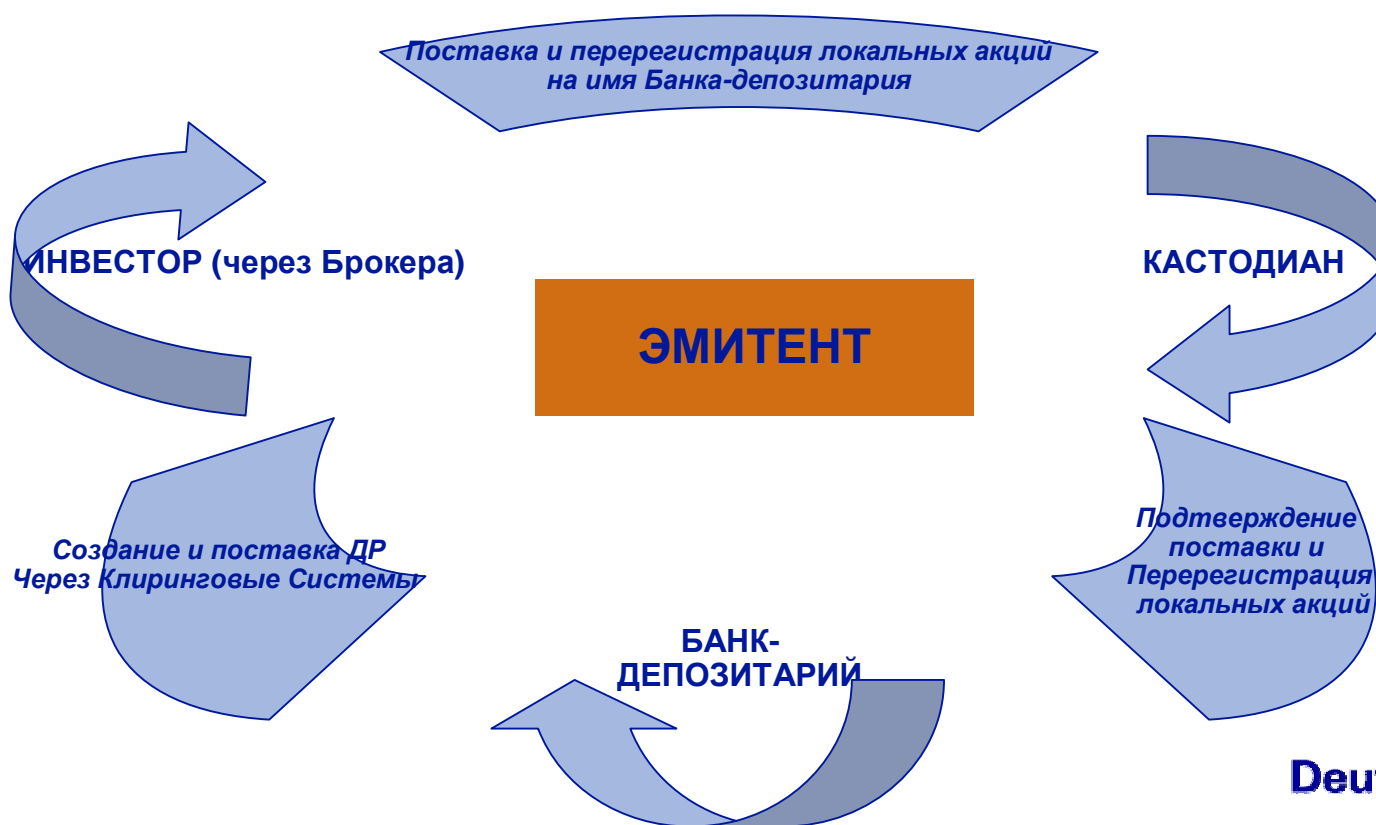 Поставка и перерегистрация локальных акций
на имя Банка-депозитария
ИНВЕСТОР (через Брокера)
КАСТОДИАН
ЭМИТЕНТ
Создание и поставка ДР
Через Клиринговые Системы
Подтверждение
поставки и
Перерегистрация
локальных акций
БАНК-
ДЕПОЗИТАРИЙ